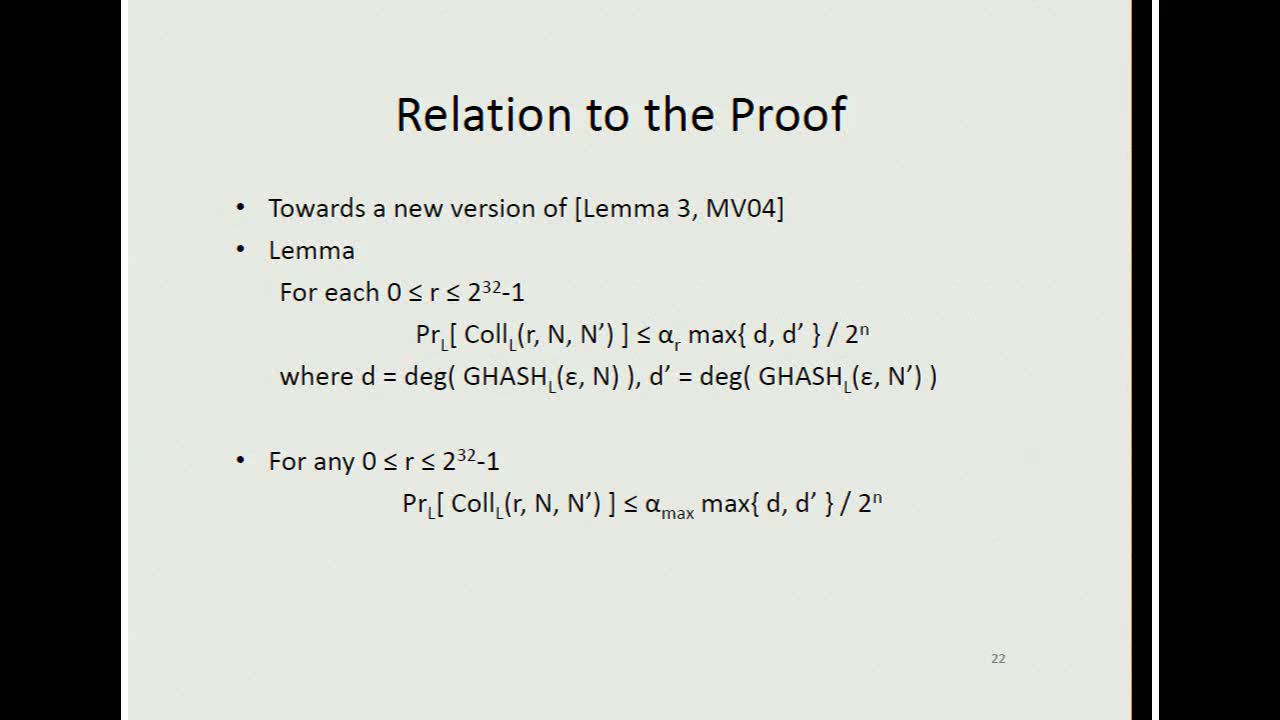 Relation to the Proof
• Towards a new version of [Lemma 3, MV04]
• Lemma
For each 0 ≤ r ≤ 2³²-1
Pr_L[ Coll_L(r, N, N’) ] ≤ α_r max{ d, d’ } / 2ⁿ
where d = deg( GHASH_L(ε, N) ), d’ = deg( GHASH_L(ε, N’) )
• For any 0 ≤ r ≤ 2³²-1
Pr_L[ Coll_L(r, N, N’) ] ≤ α_max max{ d, d’ } / 2ⁿ
22